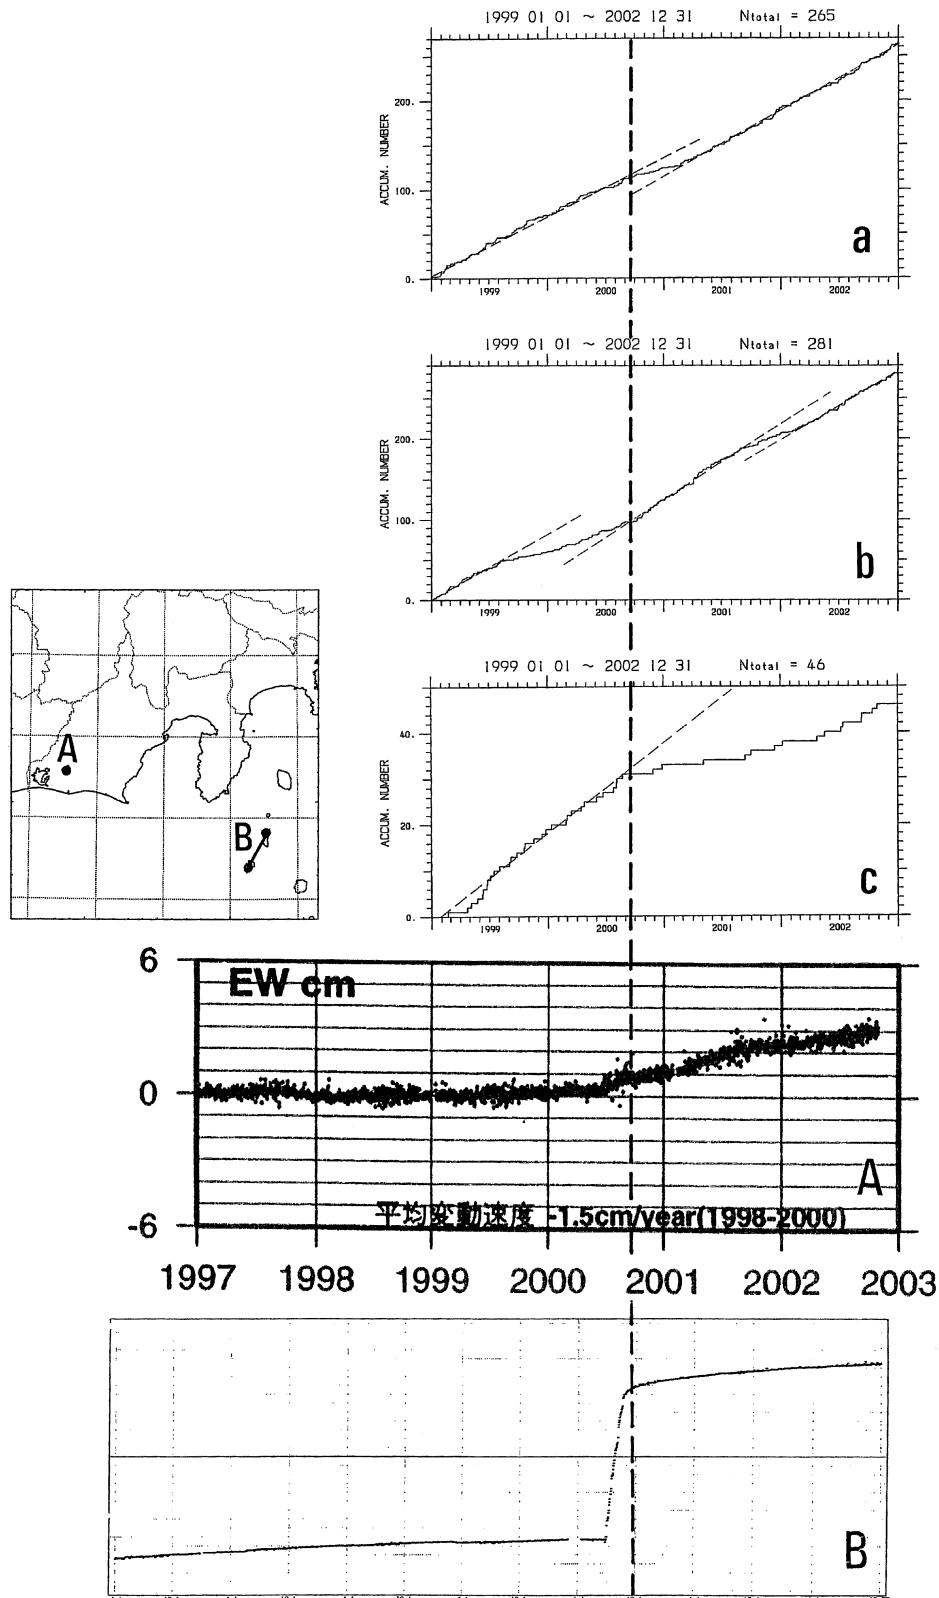 1999 01 01 ~ 2002 12 31 Ntotal = 265
ACCUM. NUMBER
200.
100.
0.
1999 2000 2001 2002
a
1999 01 01 ~ 2002 12 31 Ntotal = 281
ACCUM. NUMBER
200.
100.
0.
1999 2000 2001 2002
b
1999 01 01 ~ 2002 12 31 Ntotal = 46
ACCUM. NUMBER
40.
20.
0.
1999 2000 2001 2002
c
A
B
EW cm
6
0
-6
A
平均変動速度 -1.5cm/year(1998-2000)
1997 1998 1999 2000 2001 2002 2003
B